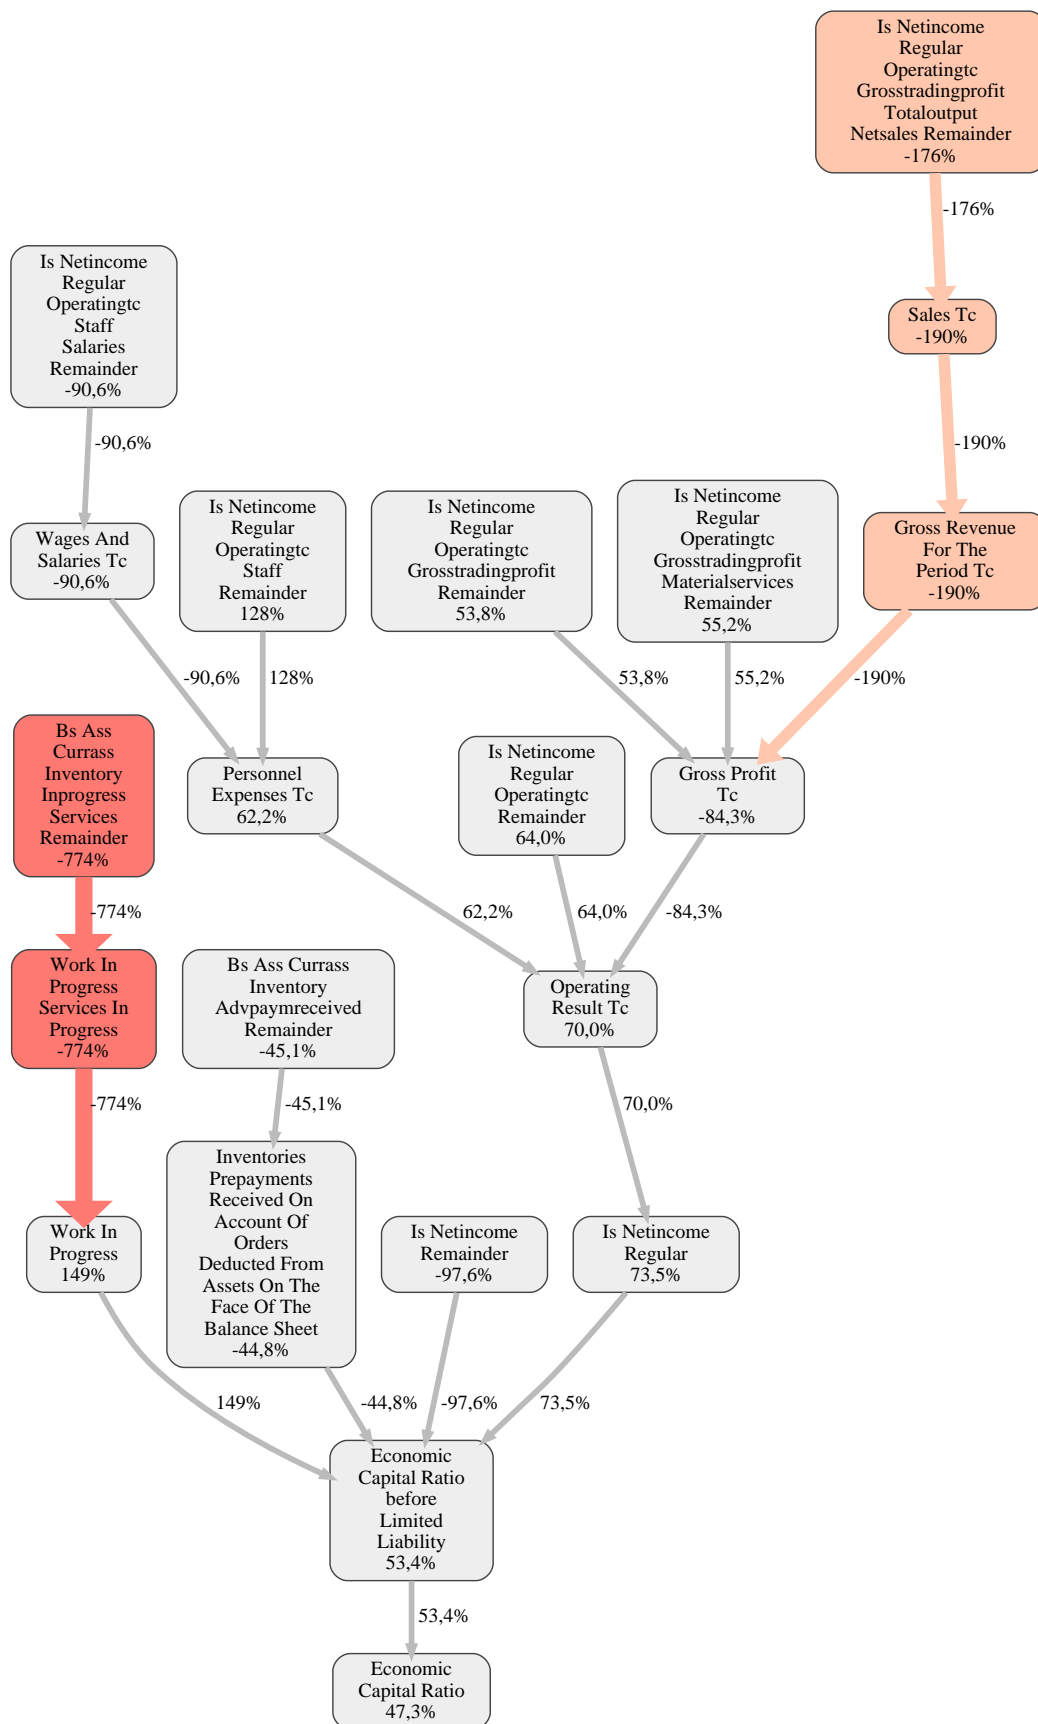 Is Netincome
Regular
Operatingtc
Grosstradingprofit
Totaloutput
Netsales Remainder
-176%
-176%
Is Netincome
Regular
Operatingtc
Staff
Salaries
Remainder
-90,6%
Sales Tc
-190%
-90,6%
-190%
Is Netincome
Regular
Operatingtc
Staff
Remainder
128%
Is Netincome
Regular
Operatingtc
Grosstradingprofit
Remainder
53,8%
Is Netincome
Regular
Operatingtc
Grosstradingprofit
Materialservices
Remainder
55,2%
Wages And
Salaries Tc
-90,6%
Gross Revenue
For The
Period Tc
-190%
-90,6%
128%
53,8%
55,2%
-190%
Bs Ass
Currass
Inventory
Inprogress
Services
Remainder
-774%
Personnel
Expenses Tc
62,2%
Is Netincome
Regular
Operatingtc
Remainder
64,0%
Gross Profit
Tc
-84,3%
-774%
62,2%
64,0%
-84,3%
Work In
Progress
Services In
Progress
-774%
Bs Ass Currass
Inventory
Advpaymreceived
Remainder
-45,1%
Operating
Result Tc
70,0%
-774%
-45,1%
70,0%
Inventories
Prepayments
Received On
Account Of
Orders
Deducted From
Assets On The
Face Of The
Balance Sheet
-44,8%
Work In
Progress
149%
Is Netincome
Remainder
-97,6%
Is Netincome
Regular
73,5%
149%
-44,8%
-97,6%
73,5%
Economic
Capital Ratio
before
Limited
Liability
53,4%
53,4%
Economic
Capital Ratio
47,3%